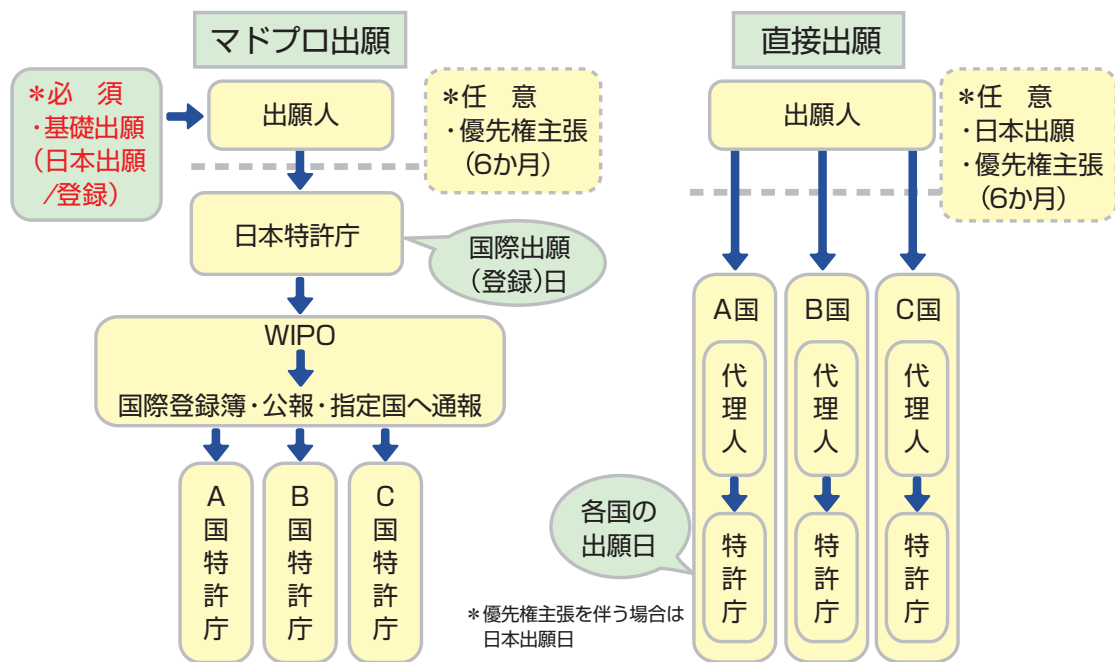 マドプロ出願
＊必　須
・基礎出願
（日本出願
/登録）
出願人
＊任　意
・優先権主張
（6か月）
日本特許庁
国際出願
（登録）日
WIPO
国際登録簿・公報・指定国へ通報
A国特許庁
B国特許庁
C国特許庁
直接出願
出願人
＊任　意
・日本出願
・優先権主張
（6か月）
A国
代理人
特許庁
B国
代理人
特許庁
C国
代理人
特許庁
各国の
出願日
＊優先権主張を伴う場合は
日本出願日